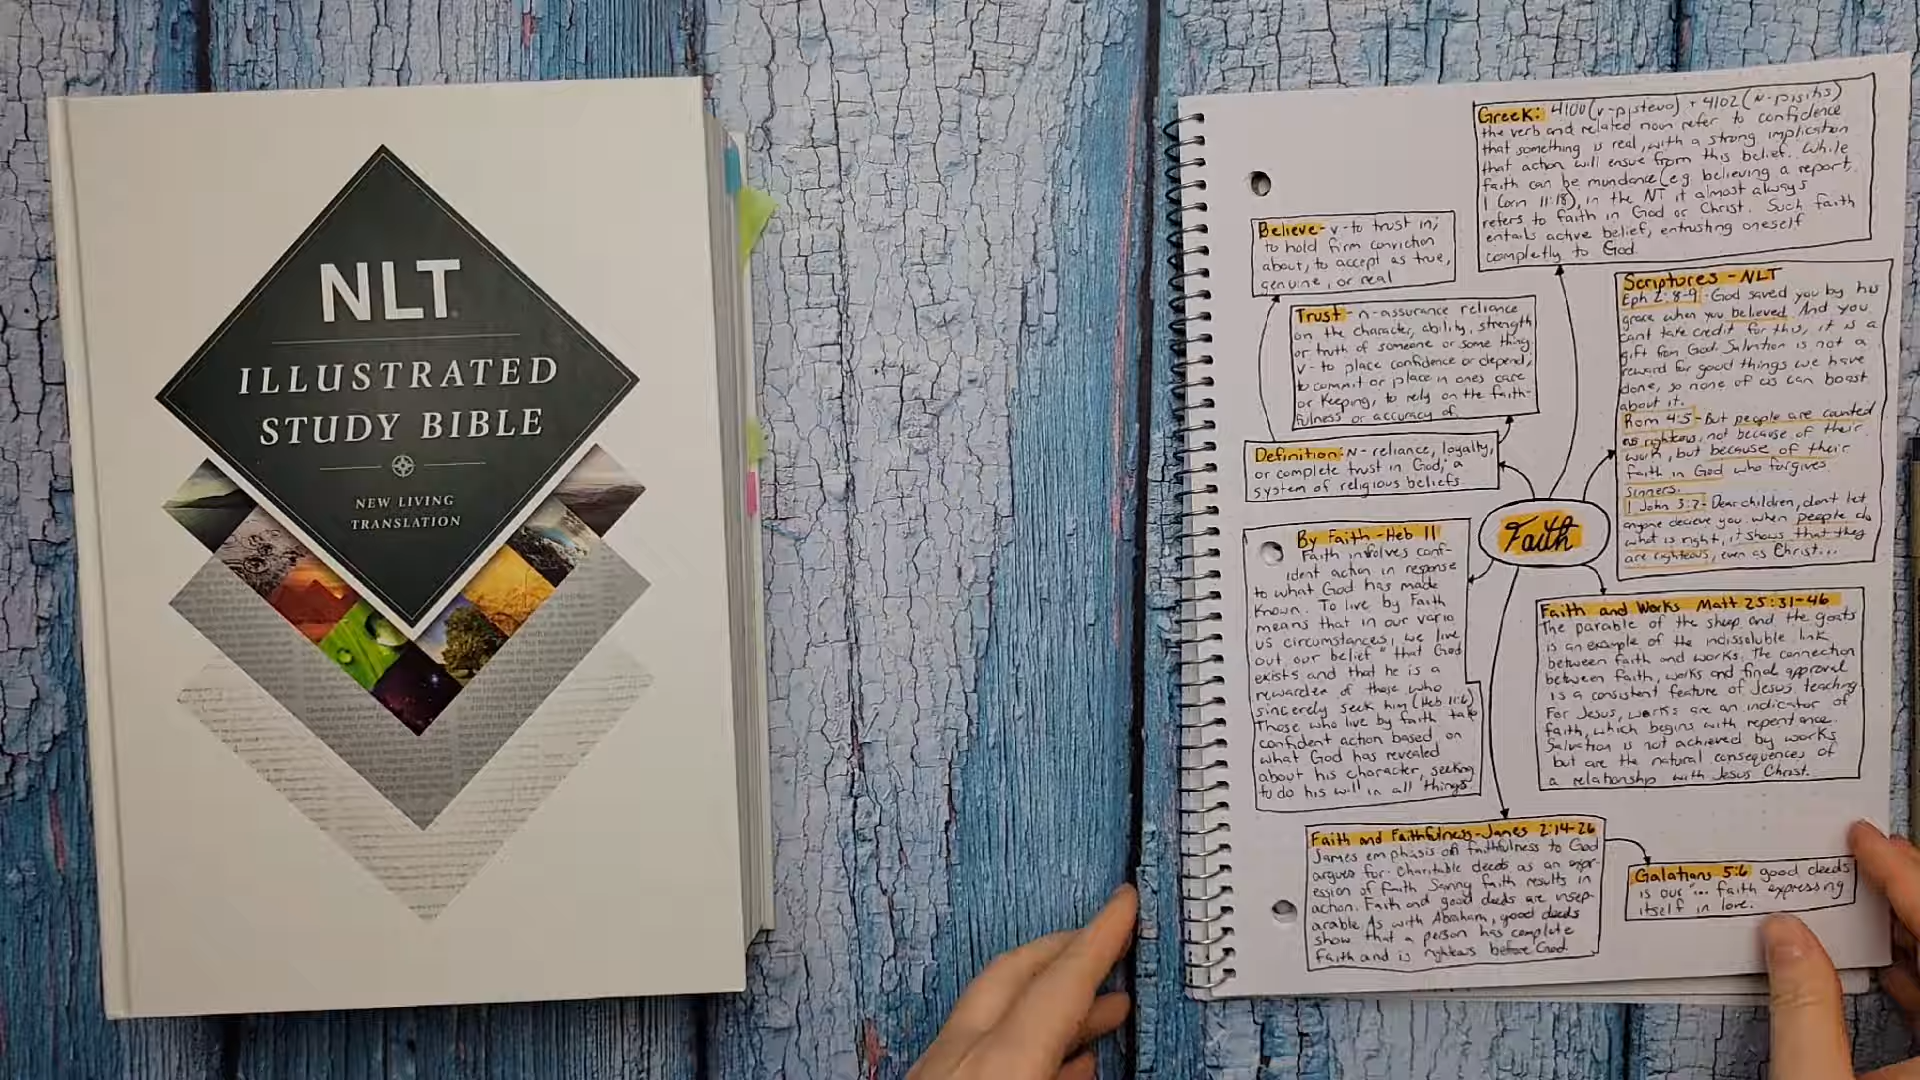 NLT
ILLUSTRATED
STUDY BIBLE
NEW LIVING
TRANSLATION
Greek: 4100 (v-pisteuo) + 4102 (N-pisitis)
the verb and related noun refer to confidence
that something is real, with a strong implication
that action will ensue from this belief. While
faith can be mundane (e.g. believing a report,
1 Corin 11:18), in the NT it almost always
refers to faith in God or Christ. Such faith
entails active belief, entrusting oneself
completly to God.
Believe- v- to trust in;
to hold firm conviction
about, to accept as true,
genuine, or real
Trust- n-assurance reliance
on the character, ability, strength
or truth of someone or some thing
v- to place confidence or depend,
to commit or place in ones care
or keeping, to rely on the faith-
fulness or accuracy of.
Definition- N- reliance, loyalty,
or complete trust in God; a
system of religious beliefs.
Scriptures - NLT
Eph 2:8-9- God saved you by his
grace when you believed. And you
cant take credit for this, it is a
gift from God. Salvation is not a
reward for good things we have
done, so none of us can boast
about it.
Rom 4:5- But people are counted
as righteous, not because of their
work, but because of their
faith in God who forgives
sinners.
1 John 3:7- Dear children, don't let
anyone decieve you when people do
what is right, it shows that they
are righteous, even as Christ...
Faith
By Faith - Heb 11
Faith involves conf-
ident action in response
to what God has made
known. To live by Faith
means that in our vario
us circumstances, we live
out our belief "that God
exists and that he is a
rewarder of those who
sincerely seek him (Heb 11:6)
Those who live by faith take
confident action based on
what God has revealed
about his character, seeking
to do his will in all things.
Faith and Works Matt 25:31-46
The parable of the sheep and the goats
is an example of the indissoluble link
between faith and works. The connection
between faith, works and final approval
is a consistent feature of Jesus teaching
For Jesus, works are an indicator of
faith, which begins with repentance.
Salvation is not achieved by works
but are the natural consequences of
a relationship with Jesus Christ.
Faith and Faithfulness-James 2:14-26
James emphasis on faithfulness to God
argues for charitable deeds as an expr-
ession of faith. faith results in
action. Faith and good deeds are insep-
arable. As with Abraham, good deeds
show that a person has complete
faith and is righteous before God.
Galatians 5:6 good deeds
is our "... faith expressing
itself in love.